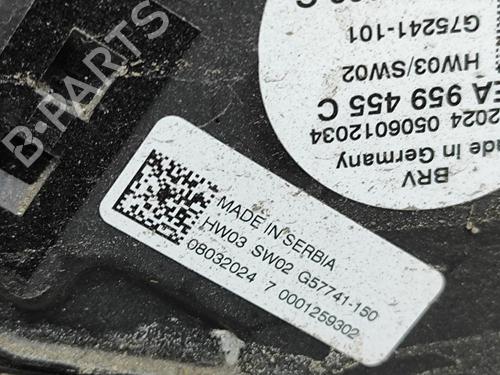 MADE IN SERBIA
HW03 SW02 G57741-150
08032024 7 0001259302
G75241-101
HW03/SW02
EA 959 455 C
2024 0506012034
ade in Germany
BRV
B-PARTS